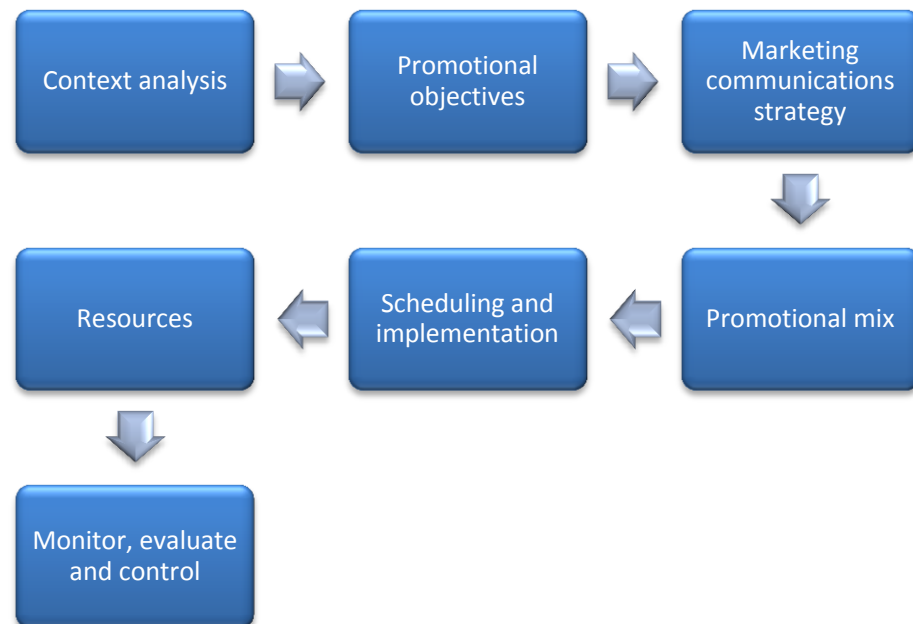 Context analysis
Promotional
objectives
Marketing
communications
strategy
Promotional mix
Scheduling and
implementation
Resources
Monitor, evaluate
and control